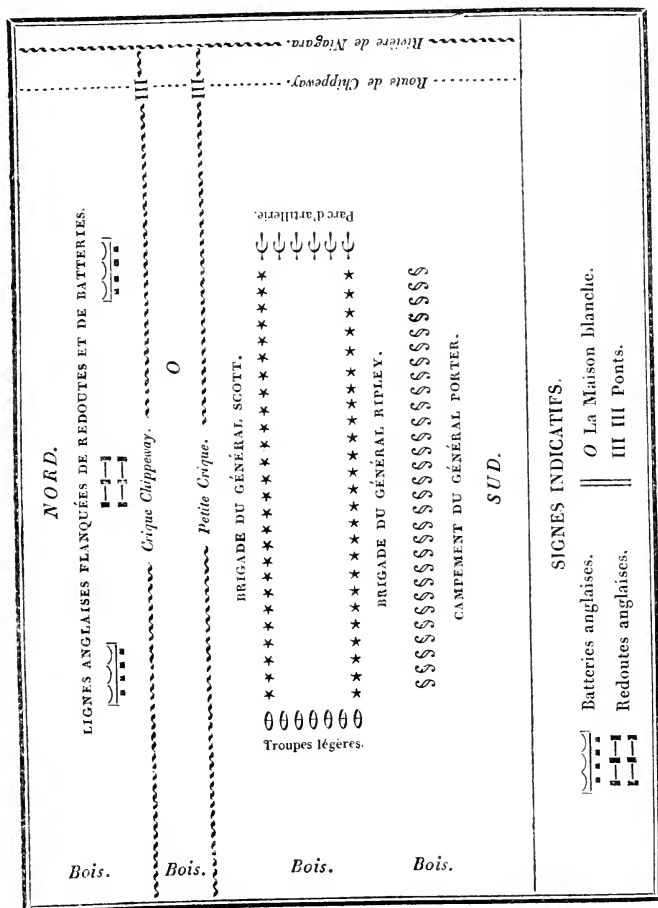 Rivière de Niagara.
Route de Chippeway.
NORD.
LIGNES ANGLAISES FLANQUÉES DE REDOUTES ET DE BATTERIES.
Crique Chippeway.
III
O
Petite Crique.
III
BRIGADE DU GÉNÉRAL SCOTT.
Parc d'artillerie.
Troupes légères.
BRIGADE DU GÉNÉRAL RIPLEY.
CAMPEMENT DU GÉNÉRAL PORTER.
SUD.
Bois.
Bois.
Bois.
Bois.
SIGNES INDICATIFS.
Batteries anglaises.
Redoutes anglaises.
O La Maison blanche.
III III Ponts.